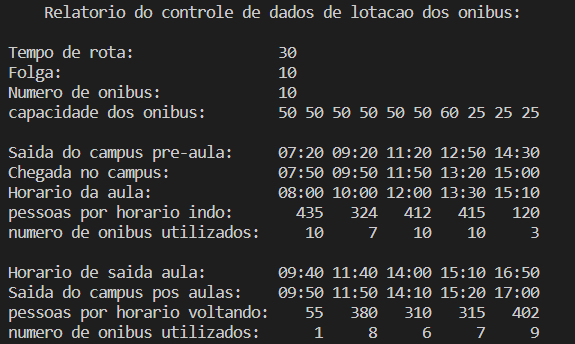 Relatorio do controle de dados de lotacao dos onibus:
Tempo de rota: 30
Folga: 10
Numero de onibus: 10
capacidade dos onibus: 50 50 50 50 50 50 60 25 25 25
Saida do campus pre-aula: 07:20 09:20 11:20 12:50 14:30
Chegada no campus: 07:50 09:50 11:50 13:20 15:00
Horario da aula: 08:00 10:00 12:00 13:30 15:10
pessoas por horario indo: 435 324 412 415 120
numero de onibus utilizados: 10 7 10 10 3
Horario de saida aula: 09:40 11:40 14:00 15:10 16:50
Saida do campus pos aulas: 09:50 11:50 14:10 15:20 17:00
pessoas por horario voltando: 55 380 310 315 402
numero de onibus utilizados: 1 8 6 7 9